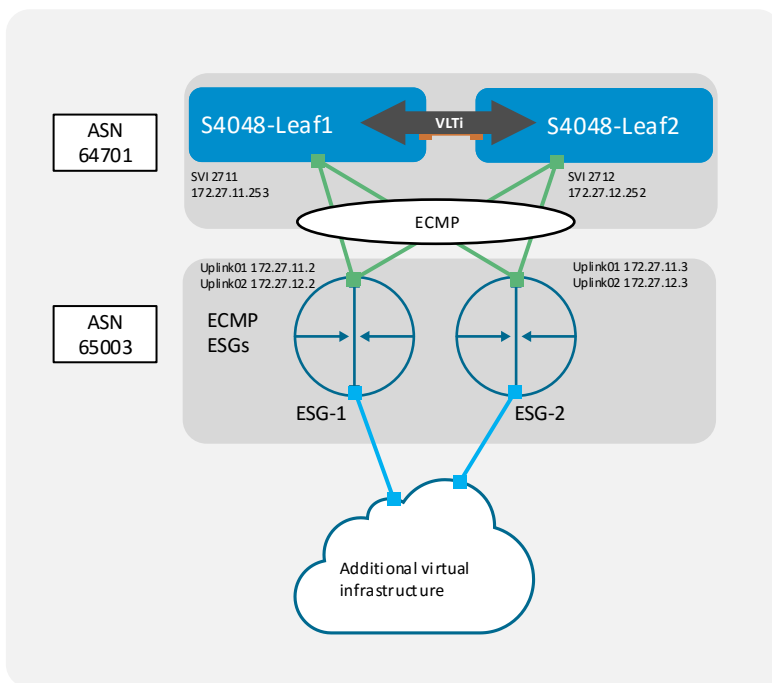 ASN
64701
S4048-Leaf1
VLTi
S4048-Leaf2
SVI 2711
172.27.11.253
SVI 2712
172.27.12.252
ECMP
Uplink01 172.27.11.2
Uplink02 172.27.12.2
Uplink01 172.27.11.3
Uplink02 172.27.12.3
ASN
65003
ECMP
ESGs
ESG-1
ESG-2
Additional virtual
infrastructure